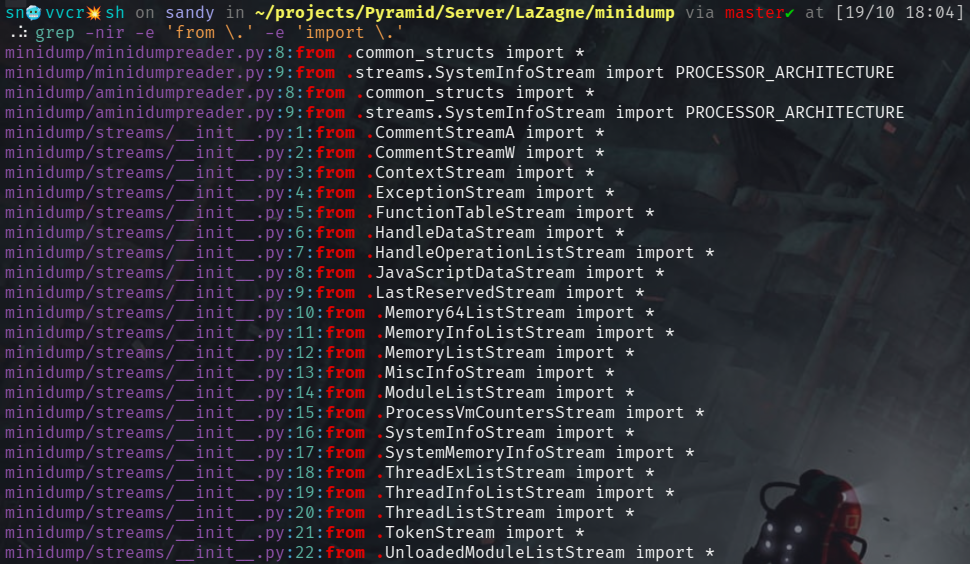 sn🥶vvcr💥sh on sandy in ~/projects/Pyramid/Server/LaZagne/minidump via master✔ at [19/10 18:04]
grep -nir -e 'from \.' -e 'import \.'
minidump/minidumpreader.py:8:from .common_structs import *
minidump/minidumpreader.py:9:from .streams.SystemInfoStream import PROCESSOR_ARCHITECTURE
minidump/aminidumpreader.py:8:from .common_structs import *
minidump/aminidumpreader.py:9:from .streams.SystemInfoStream import PROCESSOR_ARCHITECTURE
minidump/streams/__init__.py:1:from .CommentStreamA import *
minidump/streams/__init__.py:2:from .CommentStreamW import *
minidump/streams/__init__.py:3:from .ContextStream import *
minidump/streams/__init__.py:4:from .ExceptionStream import *
minidump/streams/__init__.py:5:from .FunctionTableStream import *
minidump/streams/__init__.py:6:from .HandleDataStream import *
minidump/streams/__init__.py:7:from .HandleOperationListStream import *
minidump/streams/__init__.py:8:from .JavaScriptDataStream import *
minidump/streams/__init__.py:9:from .LastReservedStream import *
minidump/streams/__init__.py:10:from .Memory64ListStream import *
minidump/streams/__init__.py:11:from .MemoryInfoListStream import *
minidump/streams/__init__.py:12:from .MemoryListStream import *
minidump/streams/__init__.py:13:from .MiscInfoStream import *
minidump/streams/__init__.py:14:from .ModuleListStream import *
minidump/streams/__init__.py:15:from .ProcessVmCountersStream import *
minidump/streams/__init__.py:16:from .SystemInfoStream import *
minidump/streams/__init__.py:17:from .SystemMemoryInfoStream import *
minidump/streams/__init__.py:18:from .ThreadExListStream import *
minidump/streams/__init__.py:19:from .ThreadInfoListStream import *
minidump/streams/__init__.py:20:from .ThreadListStream import *
minidump/streams/__init__.py:21:from .TokenStream import *
minidump/streams/__init__.py:22:from .UnloadedModuleListStream import *